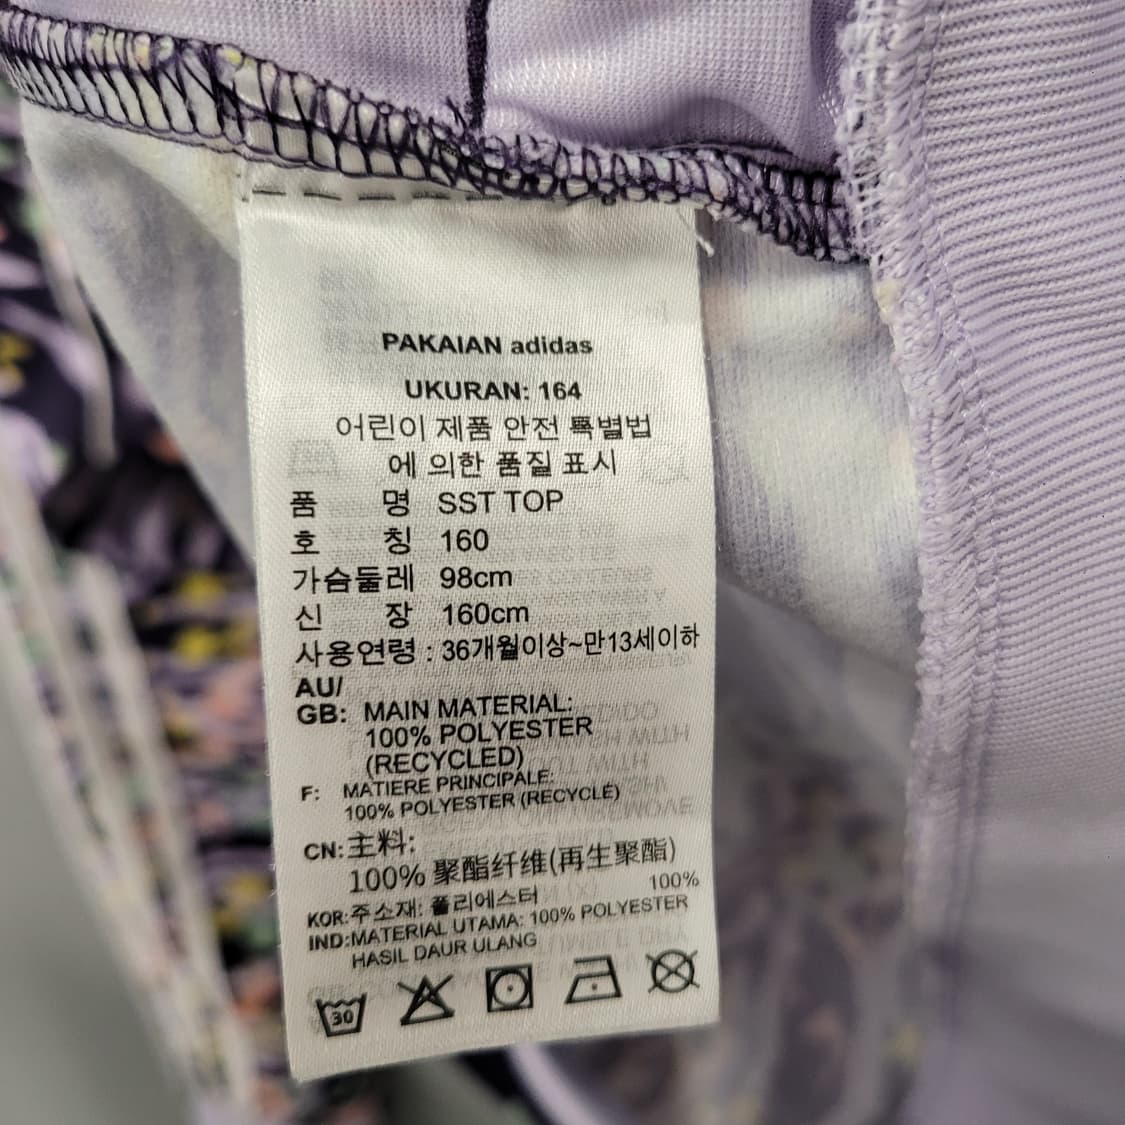 PAKAIAN adidas
UKURAN: 164
어린이 제품 안전 특별법
에 의한 품질 표시
품 명 SST TOP
호 칭 160
가슴둘레 98cm
신 장 160cm
사용연령 : 36개월이상~만13세이하
AU/
GB: MAIN MATERIAL:
100% POLYESTER
(RECYCLED)
F: MATIERE PRINCIPALE:
100% POLYESTER (RECYCLÉ)
CN: 主料:
100% 聚酯纤维(再生聚酯)
KOR: 주소재: 폴리에스터 100%
IND: MATERIAL UTAMA: 100% POLYESTER
HASIL DAUR ULANG
30